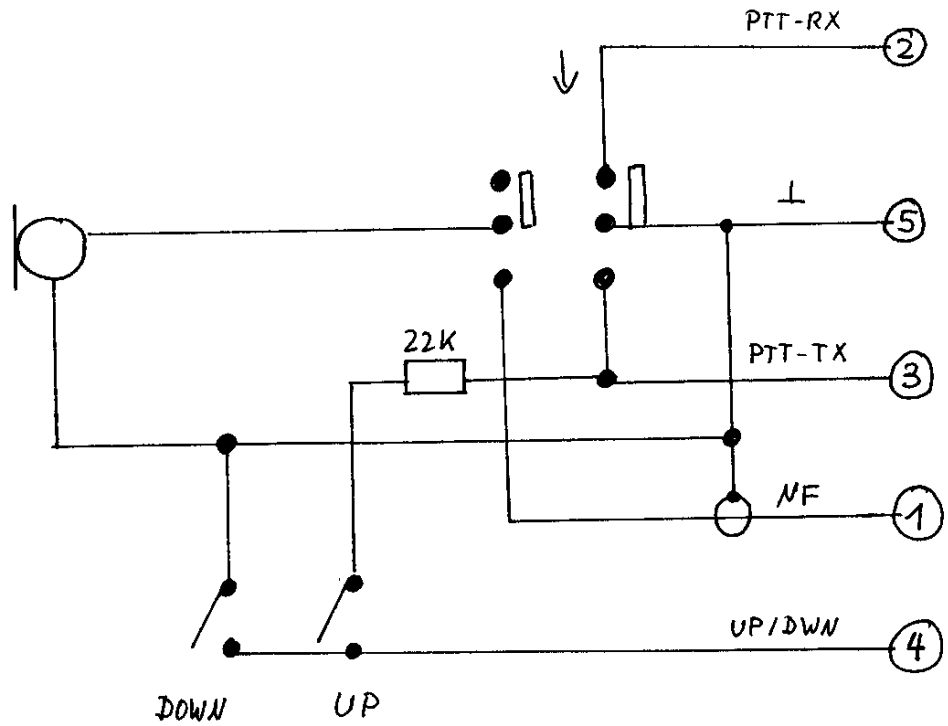 PTT-RX
2
⊥
5
22K
PTT-TX
3
NF
1
UP/DWN
4
DOWN
UP